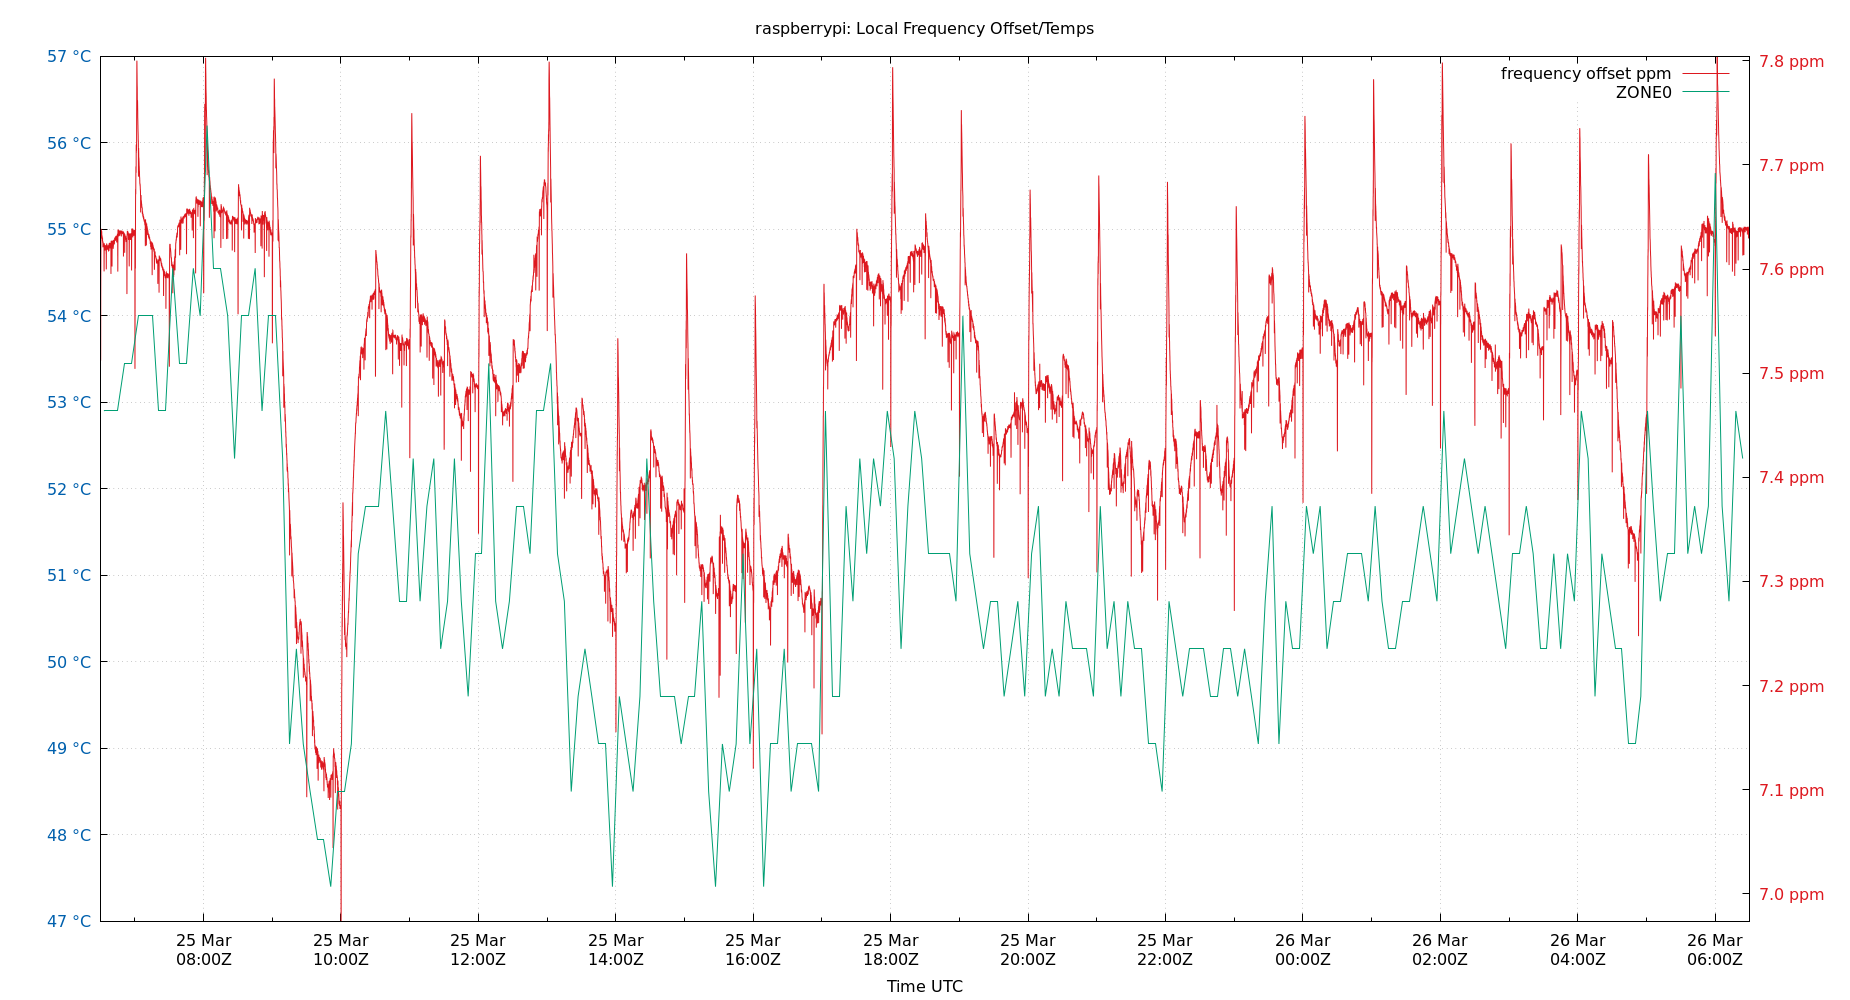 raspberrypi: Local Frequency Offset/Temps
57 °C
56 °C
55 °C
54 °C
53 °C
52 °C
51 °C
50 °C
49 °C
48 °C
47 °C
frequency offset ppm
ZONE0
7.8 ppm
7.7 ppm
7.6 ppm
7.5 ppm
7.4 ppm
7.3 ppm
7.2 ppm
7.1 ppm
7.0 ppm
25 Mar
08:00Z
25 Mar
10:00Z
25 Mar
12:00Z
25 Mar
14:00Z
25 Mar
16:00Z
25 Mar
18:00Z
25 Mar
20:00Z
25 Mar
22:00Z
26 Mar
00:00Z
26 Mar
02:00Z
26 Mar
04:00Z
26 Mar
06:00Z
Time UTC